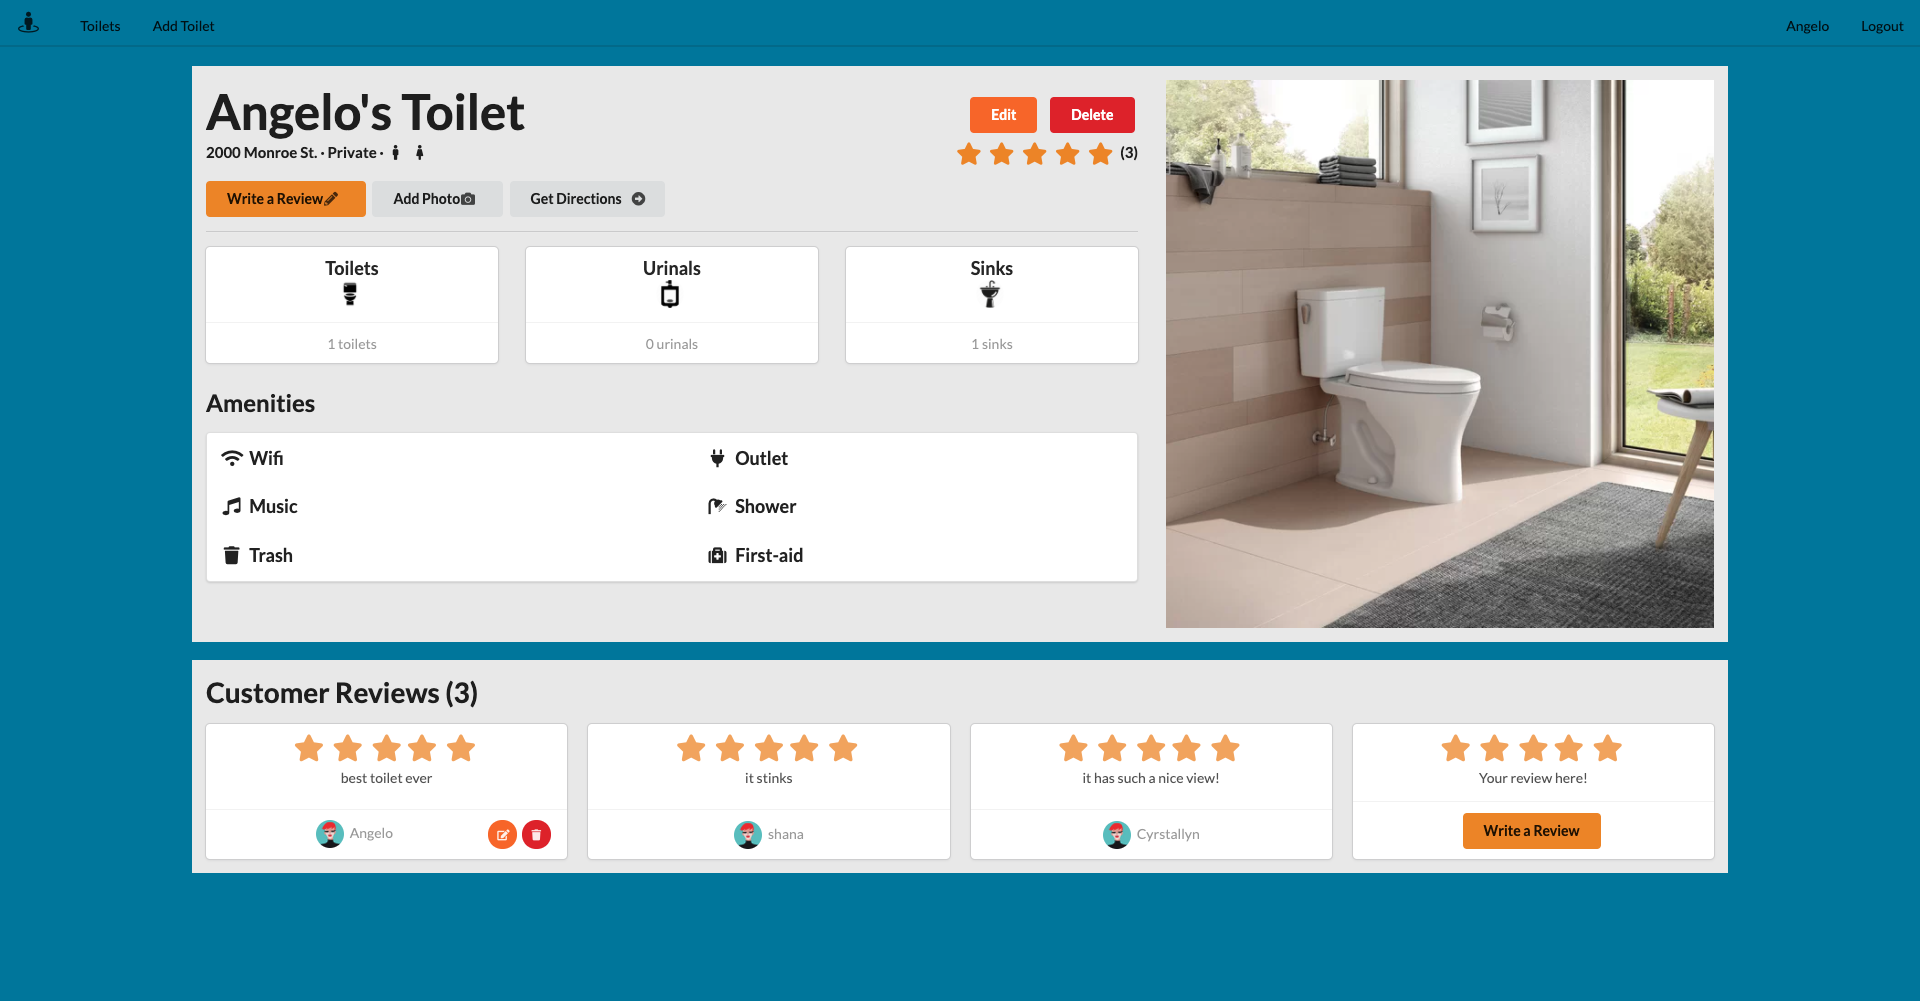 Toilets Add Toilet Angelo Logout
Angelo's Toilet
Edit Delete
2000 Monroe St. · Private ·
(3)
Write a Review Add Photo Get Directions
Toilets Urinals Sinks
1 toilets 0 urinals 1 sinks
Amenities
Wifi Outlet
Music Shower
Trash First-aid
Customer Reviews (3)
best toilet ever it stinks it has such a nice view! Your review here!
Angelo shana Cyrstallyn Write a Review